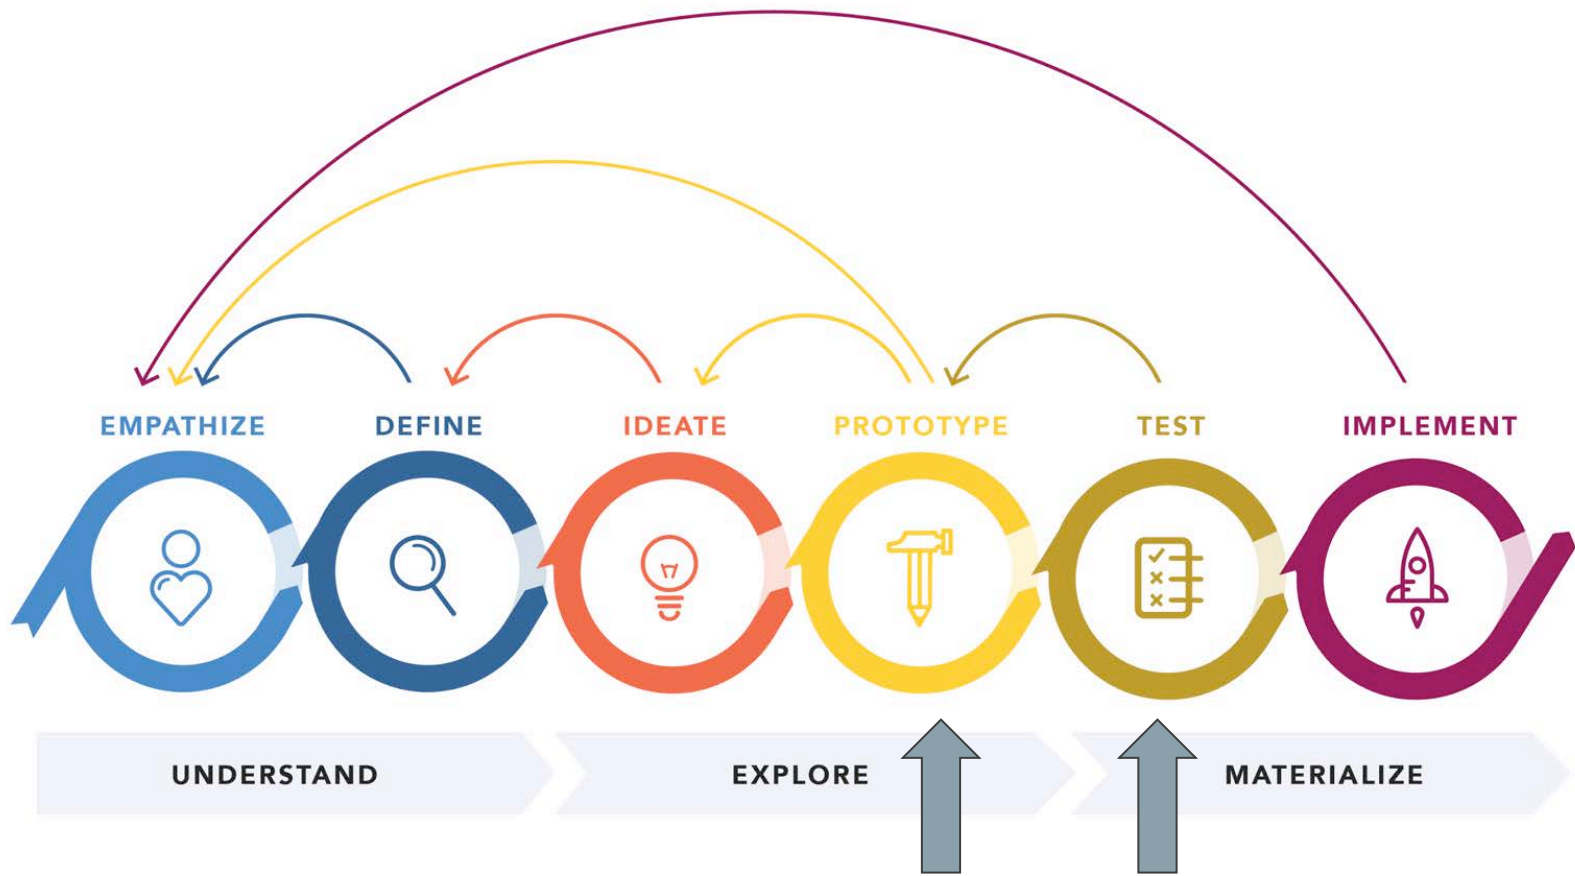 EMPATHIZE
DEFINE
IDEATE
PROTOTYPE
TEST
IMPLEMENT
UNDERSTAND
EXPLORE
MATERIALIZE